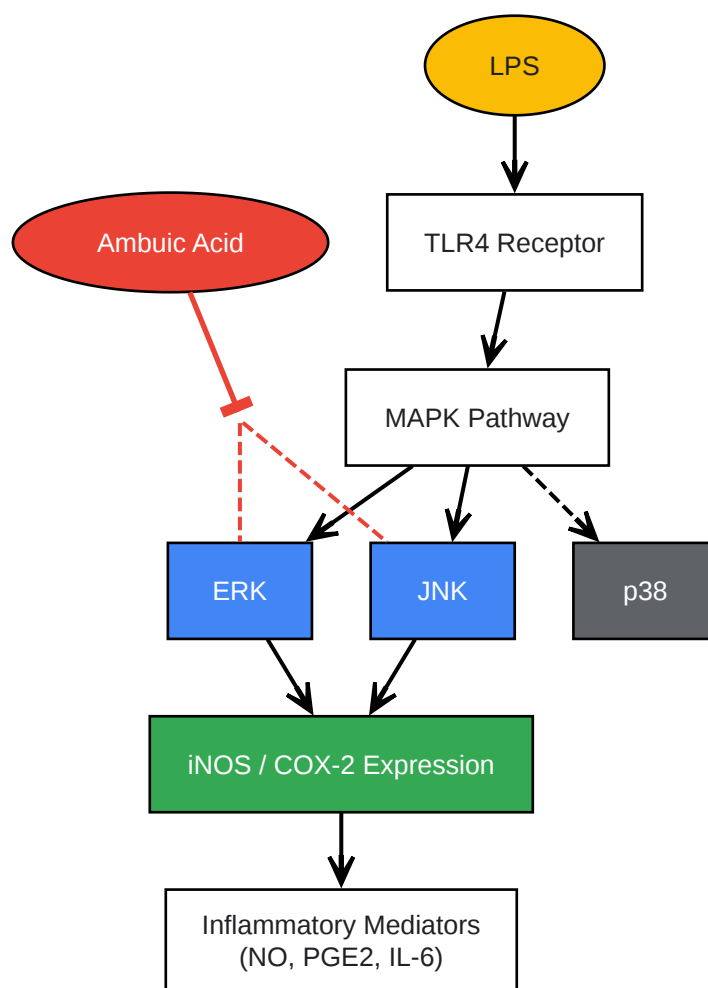 LPS
Ambuic Acid
TLR4 Receptor
MAPK Pathway
ERK
JNK
p38
iNOS / COX-2 Expression
Inflammatory Mediators
(NO, PGE2, IL-6)